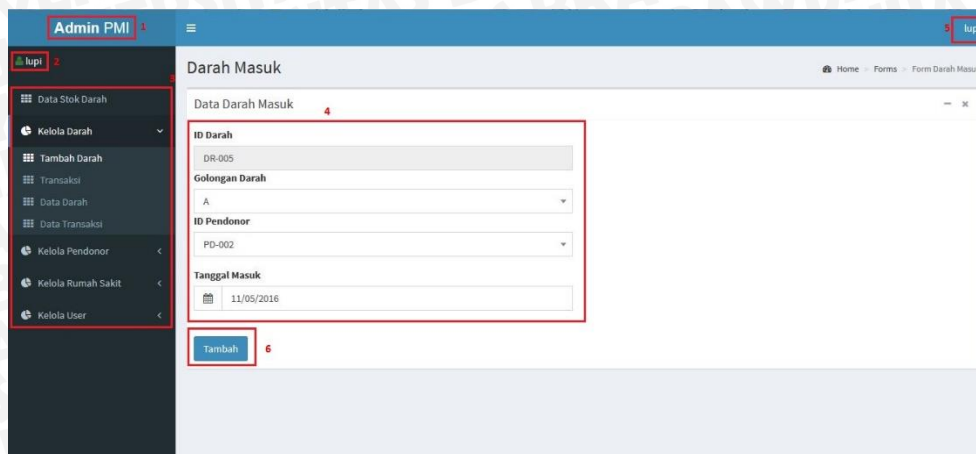 Admin PMI 1
5 lup
lupi 2
3
Darah Masuk
Home > Forms > Form Darah Masu
Data Stok Darah
Kelola Darah
Tambah Darah
Transaksi
Data Darah
Data Transaksi
Kelola Pendonor
Kelola Rumah Sakit
Kelola User
Data Darah Masuk
4
ID Darah
DR-005
Golongan Darah
A
ID Pendonor
PD-002
Tanggal Masuk
11/05/2016
Tambah 6